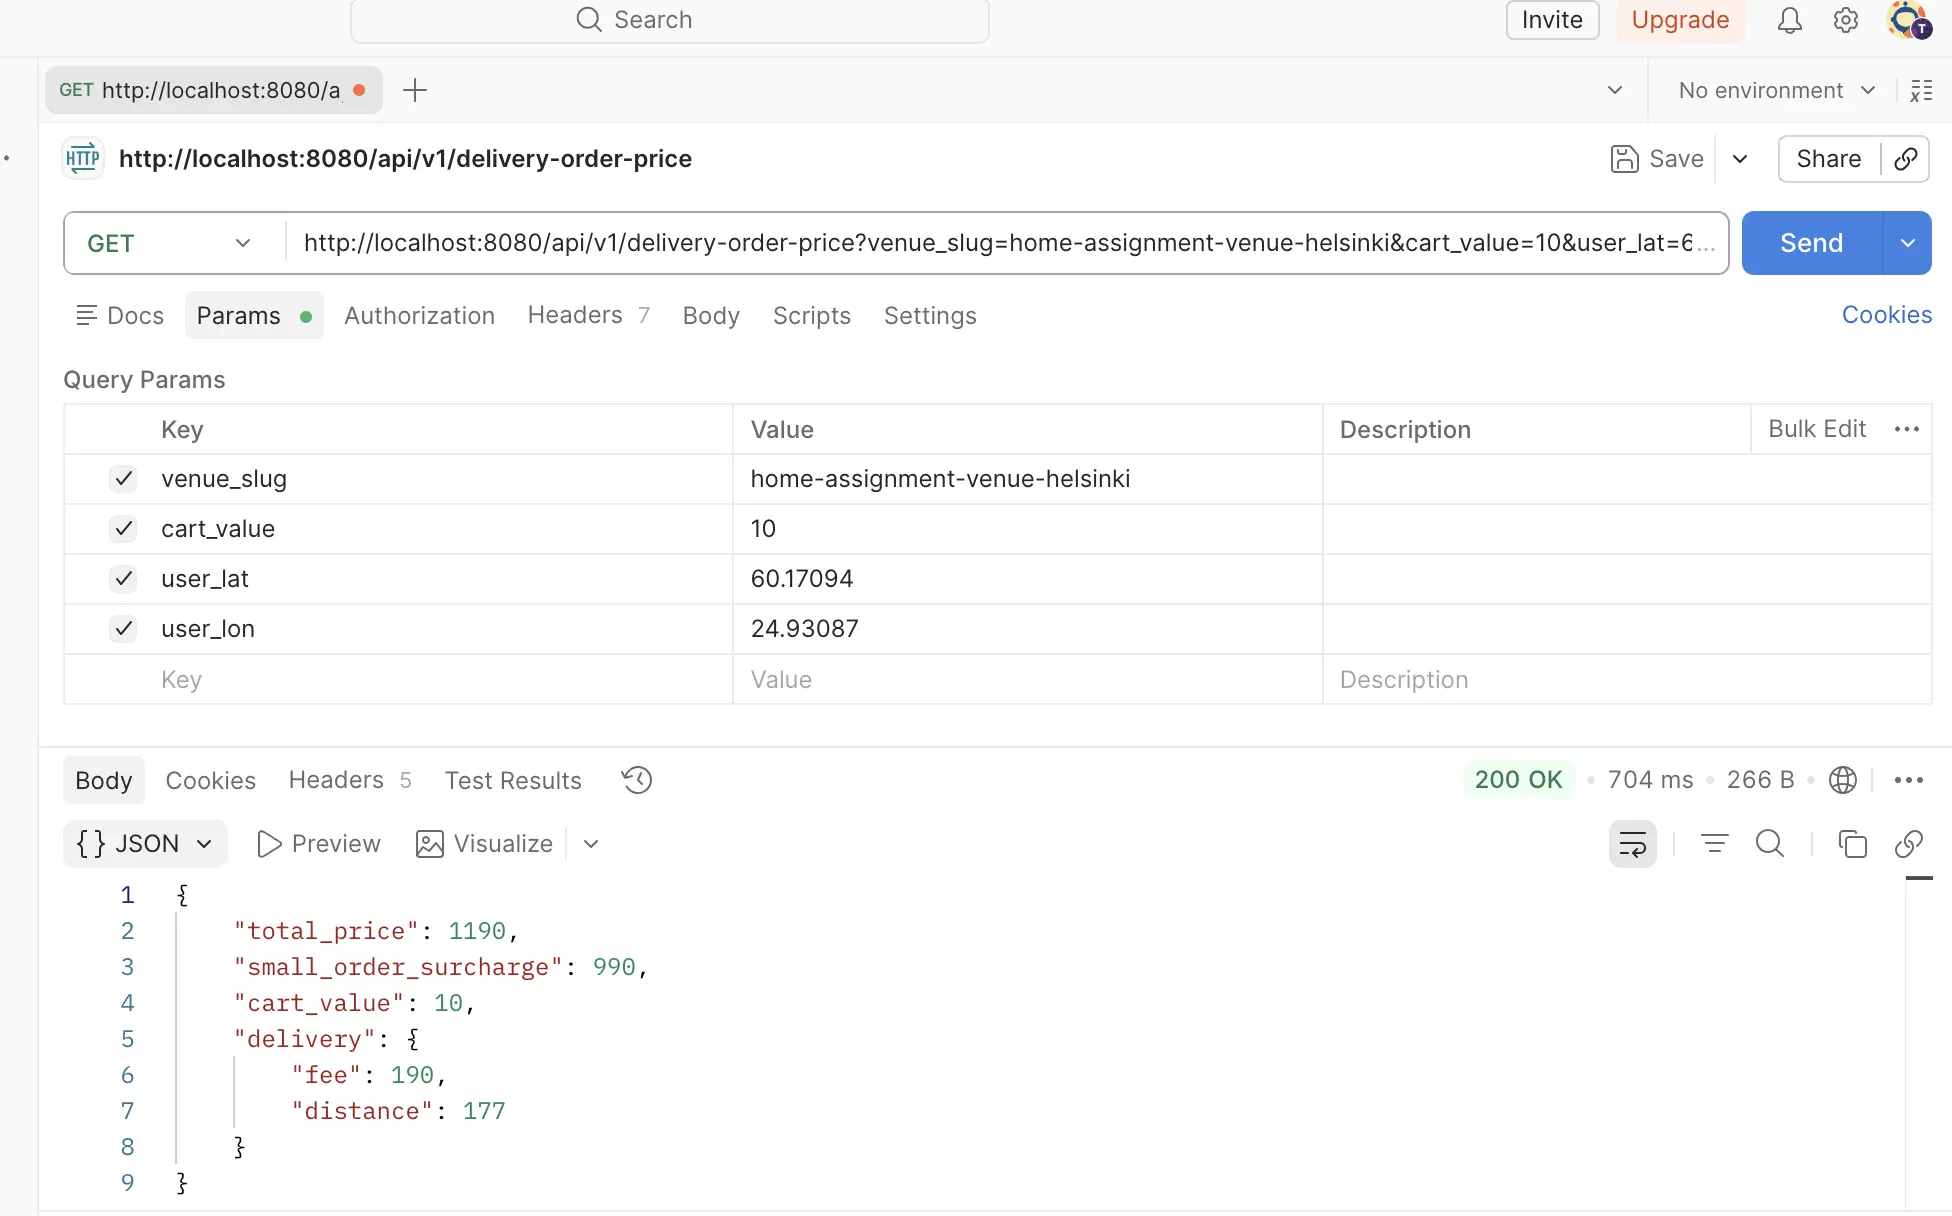 Search
Invite
Upgrade
T
GET http://localhost:8080/a
No environment
HTTP http://localhost:8080/api/v1/delivery-order-price
Save
Share
GET
http://localhost:8080/api/v1/delivery-order-price?venue_slug=home-assignment-venue-helsinki&cart_value=10&user_lat=6...
Send
Docs Params Authorization Headers 7 Body Scripts Settings Cookies
Query Params
Key Value Description Bulk Edit
venue_slug home-assignment-venue-helsinki
cart_value 10
user_lat 60.17094
user_lon 24.93087
Key Value Description
Body Cookies Headers 5 Test Results 200 OK 704 ms 266 B
{} JSON Preview Visualize
1 {
2 "total_price": 1190,
3 "small_order_surcharge": 990,
4 "cart_value": 10,
5 "delivery": {
6 "fee": 190,
7 "distance": 177
8 }
9 }